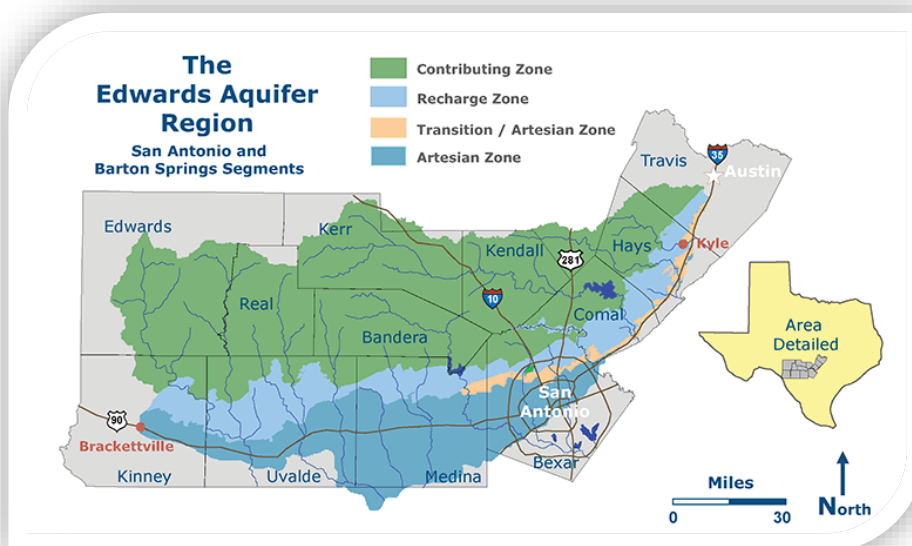 The
Edwards Aquifer
Region
San Antonio and
Barton Springs Segments
Contributing Zone
Recharge Zone
Transition / Artesian Zone
Artesian Zone
Travis
35
Austin
Edwards
Kerr
Kendall
Hays
Kyle
281
Real
10
Comal
Bandera
Area
Detailed
San
Antonio
90
Brackettville
Kinney
Uvalde
Medina
Bexar
Miles
0 30
North